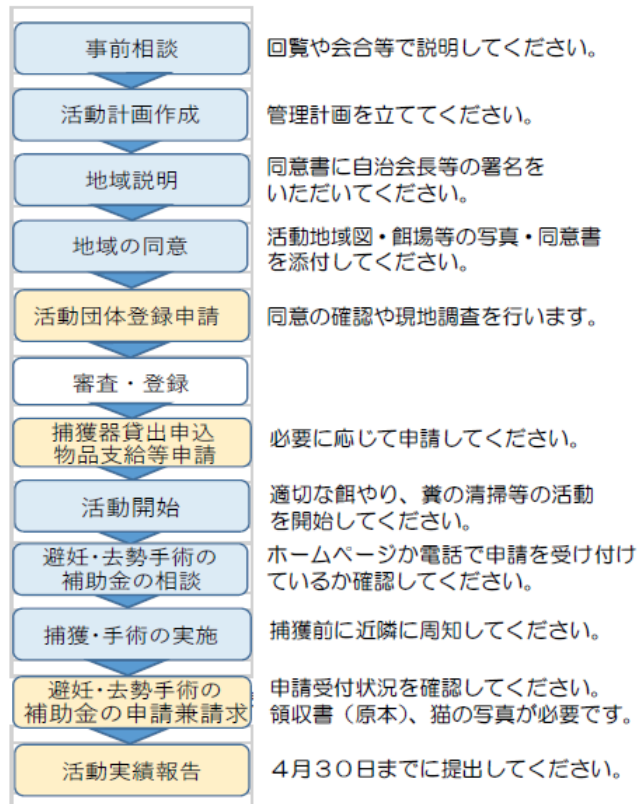 事前相談
回覧や会合等で説明してください。
活動計画作成
管理計画を立ててください。
地域説明
同意書に自治会長等の署名を
いただいてください。
地域の同意
活動地域図・餌場等の写真・同意書
を添付してください。
活動団体登録申請
同意の確認や現地調査を行います。
審査・登録
捕獲器貸出申込
物品支給等申請
必要に応じて申請してください。
活動開始
適切な餌やり、糞の清掃等の活動
を開始してください。
避妊・去勢手術の
補助金の相談
ホームページか電話で申請を受け付け
ているか確認してください。
捕獲・手術の実施
捕獲前に近隣に周知してください。
避妊・去勢手術の
補助金の申請兼請求
申請受付状況を確認してください。
領収書（原本）、猫の写真が必要です。
活動実績報告
４月３０日までに提出してください。